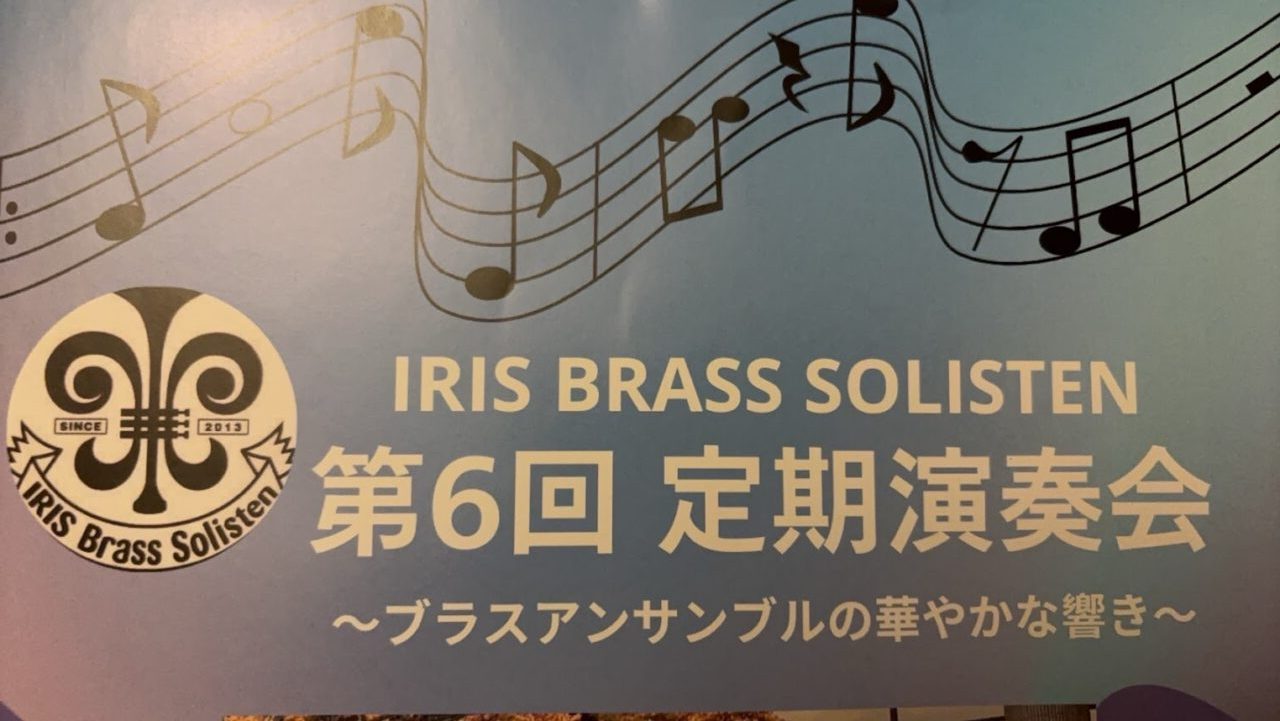 IRIS BRASS SOLISTEN
SINCE 2013
第6回 定期演奏会
IRIS Brass Solisten
～ブラスアンサンブルの華やかな響き～